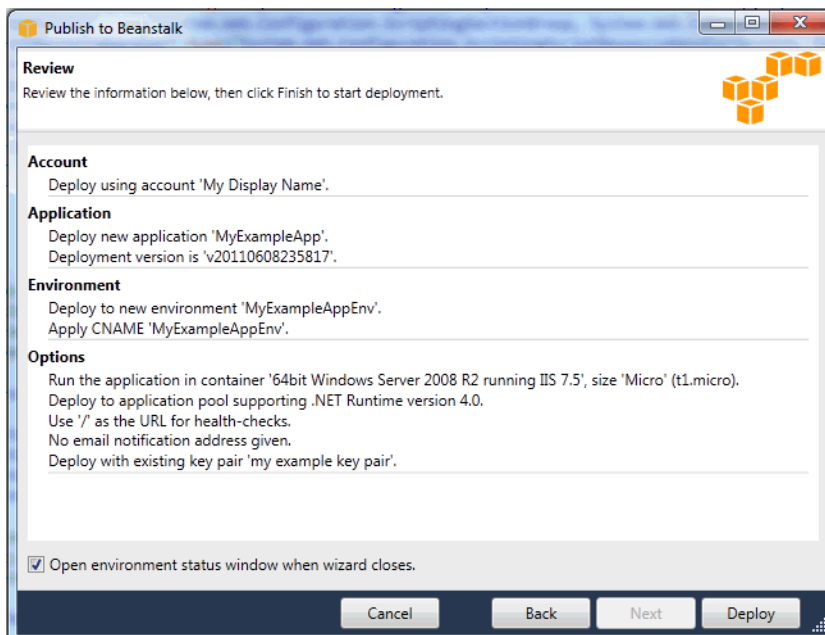 Publish to Beanstalk
Review
Review the information below, then click Finish to start deployment.
Account
Deploy using account 'My Display Name'.
Application
Deploy new application 'MyExampleApp'.
Deployment version is 'v20110608235817'.
Environment
Deploy to new environment 'MyExampleAppEnv'.
Apply CNAME 'MyExampleAppEnv'.
Options
Run the application in container '64bit Windows Server 2008 R2 running IIS 7.5', size 'Micro' (t1.micro).
Deploy to application pool supporting .NET Runtime version 4.0.
Use '/' as the URL for health-checks.
No email notification address given.
Deploy with existing key pair 'my example key pair'.
Open environment status window when wizard closes.
Cancel Back Next Deploy